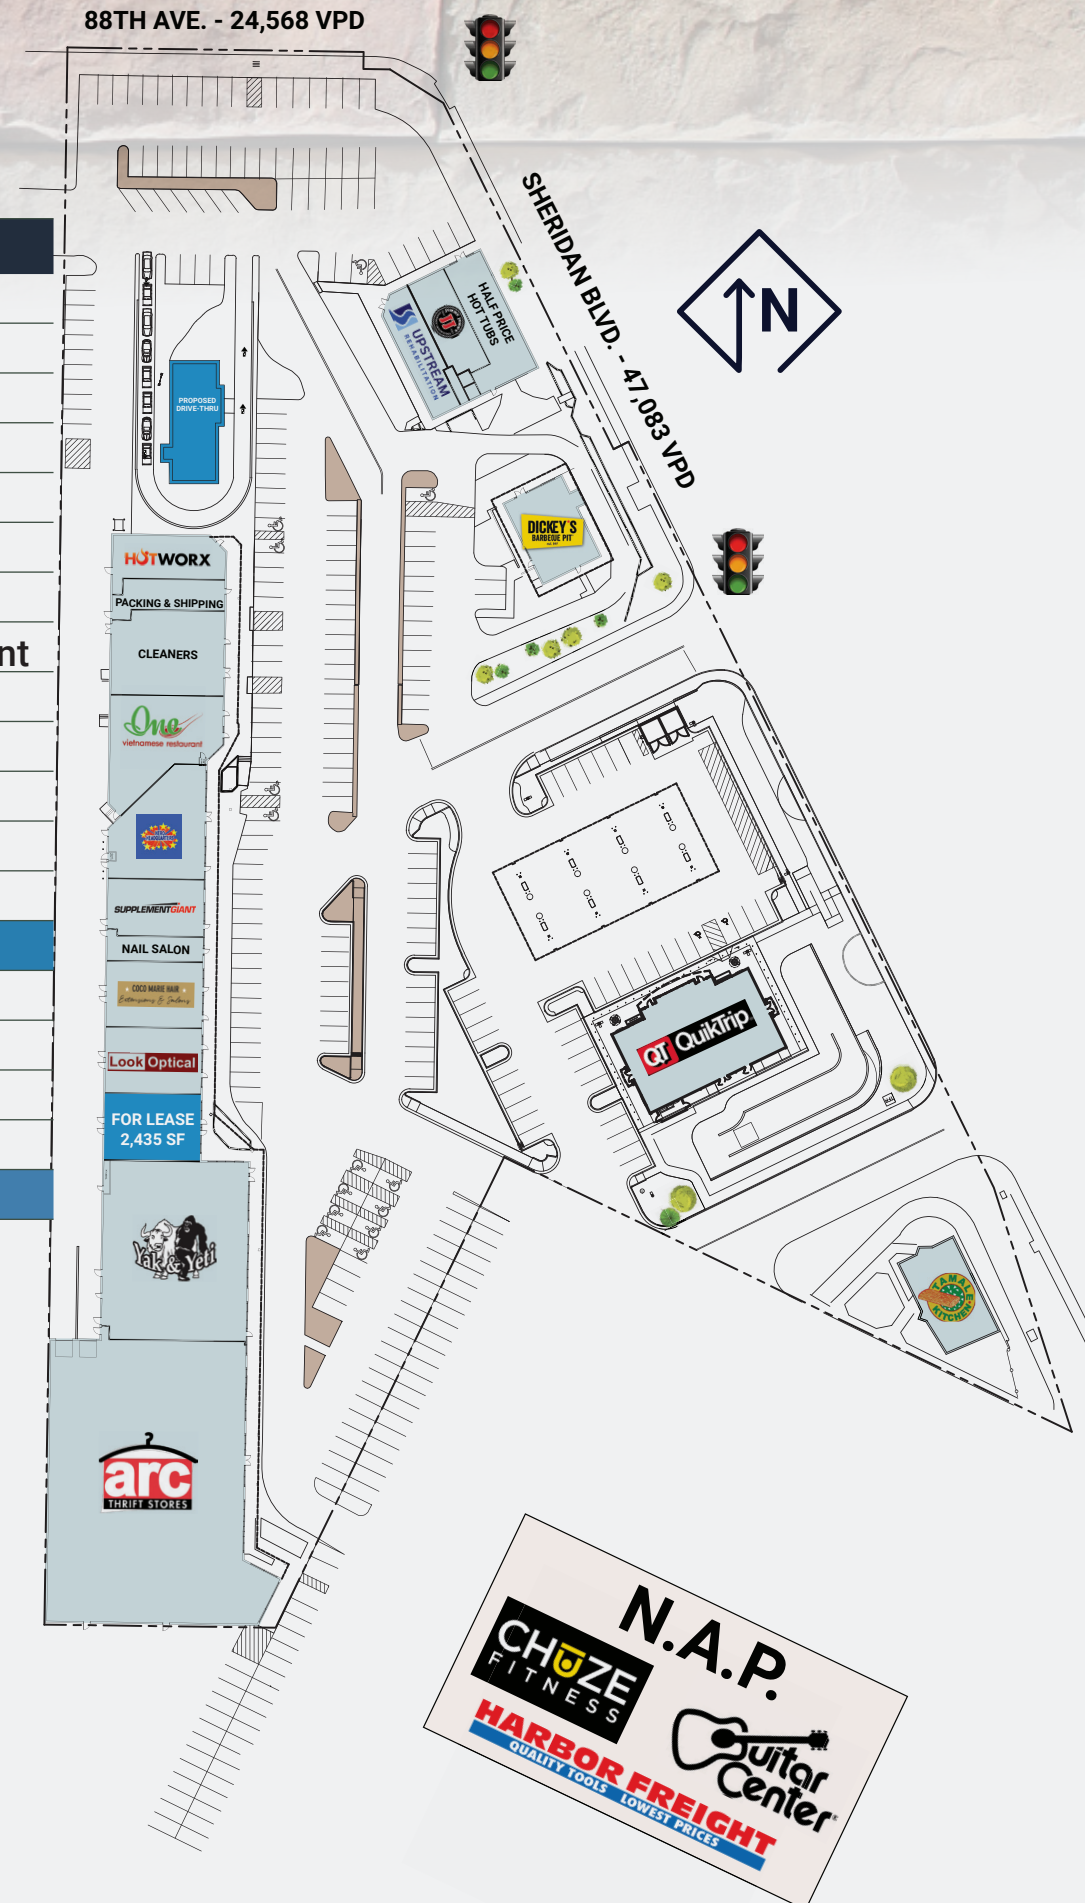 88TH AVE. - 24,568 VPD
SHERIDAN BLVD. - 47,083 VPD
N
HALF PRICE
HOT TUBS
UPSTREAM
REHABILITATION
PROPOSED
DRIVE-THRU
DICKEY'S
BARBECUE PIT
HOTWORX
PACKING & SHIPPING
CLEANERS
nt
One
vietnamese restaurant
SUPPLEMENTGIANT
NAIL SALON
COCO MARIE HAIR
Extensions & Salons
Look Optical
FOR LEASE
2,435 SF
QT QuikTrip
Yak & Yeti
TAMALE
KITCHEN
arc
THRIFT STORES
N.A.P.
CHUZE
FITNESS
HARBOR FREIGHT
QUALITY TOOLS LOWEST PRICES
Guitar
Center